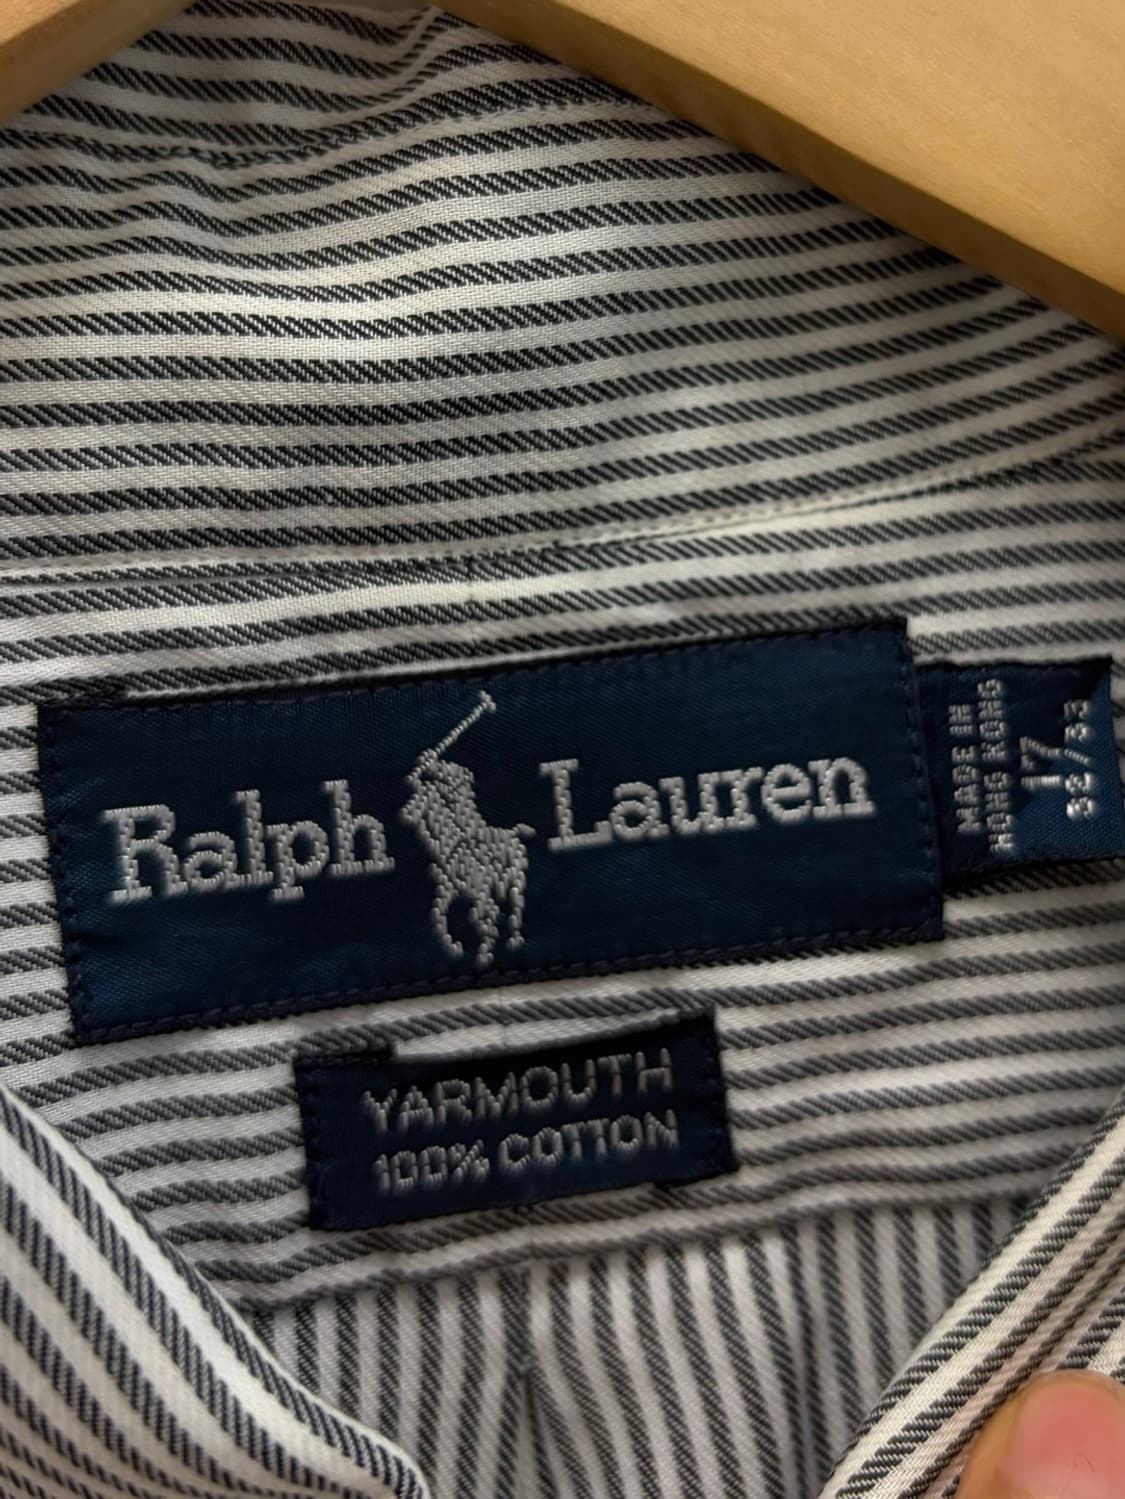 Ralph Lauren
MADE IN
HONG KONG
17
32/33
YARMOUTH
100% COTTON